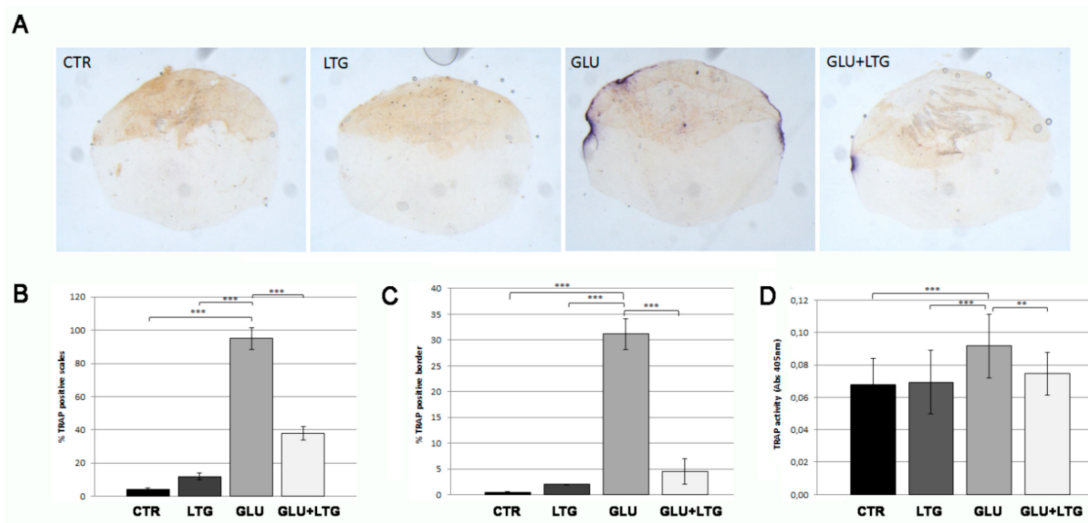 A
CTR
LTG
GLU
GLU+LTG
B
% TRAP positive scales
120
100
80
60
40
20
0
***
***
***
CTR LTG GLU GLU+LTG
C
% TRAP positive border
40
35
30
25
20
15
10
5
0
***
***
***
CTR LTG GLU GLU+LTG
D
TRAP activity (Abs 405nm)
0,12
0,10
0,08
0,06
0,04
0,02
0,00
***
***
**
CTR LTG GLU GLU+LTG